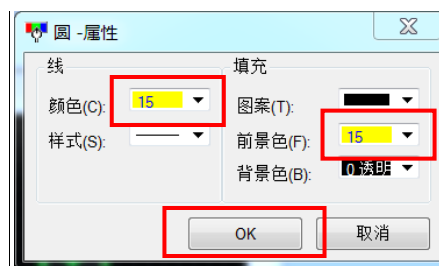 圆 -属性
线
填充
颜色(C): 15
图案(T):
样式(S):
前景色(F): 15
背景色(B): 0 透明
OK
取消